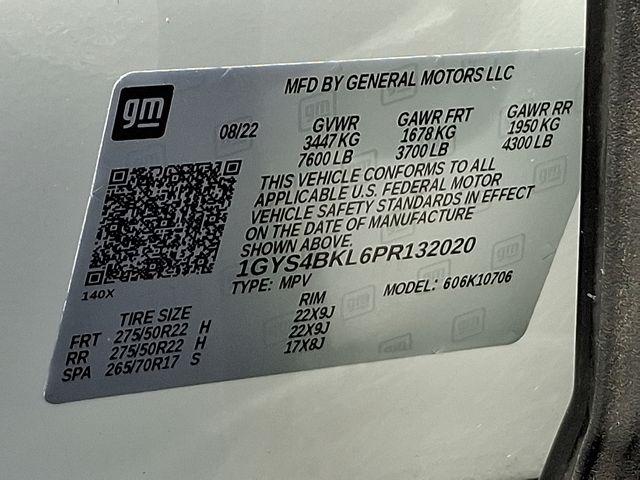 MFD BY GENERAL MOTORS LLC
gm
08/22
GVWR
3447 KG
7600 LB
GAWR FRT
1678 KG
3700 LB
GAWR RR
1950 KG
4300 LB
THIS VEHICLE CONFORMS TO ALL
APPLICABLE U.S. FEDERAL MOTOR
VEHICLE SAFETY STANDARDS IN EFFECT
ON THE DATE OF MANUFACTURE
SHOWN ABOVE.
1GYS4BKL6PR132020
140X
TYPE: MPV MODEL: 606K10706
TIRE SIZE RIM
FRT 275/50R22 H 22X9J
RR 275/50R22 H 22X9J
SPA 265/70R17 S 17X8J